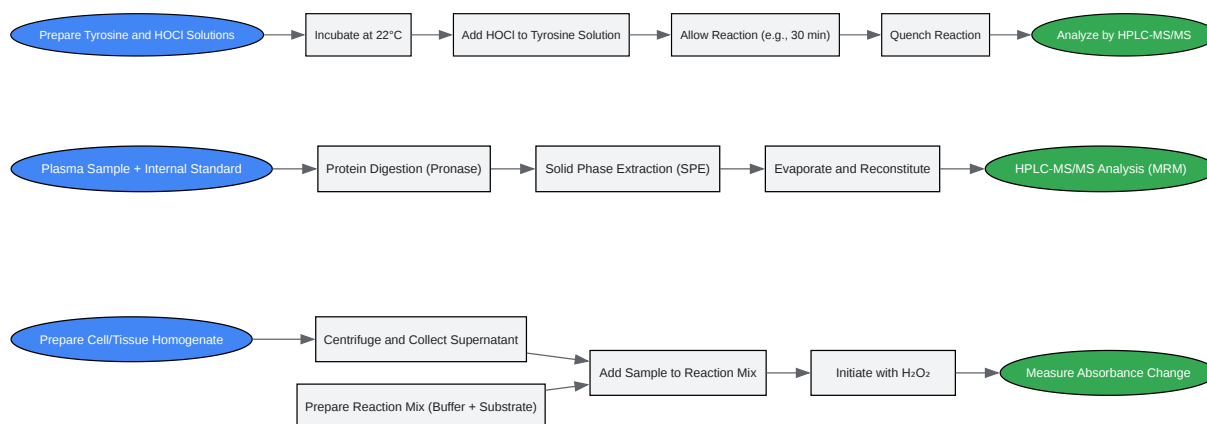 Prepare Tyrosine and HOCl Solutions
Incubate at 22°C
Add HOCl to Tyrosine Solution
Allow Reaction (e.g., 30 min)
Quench Reaction
Analyze by HPLC-MS/MS
Plasma Sample + Internal Standard
Protein Digestion (Pronase)
Solid Phase Extraction (SPE)
Evaporate and Reconstitute
HPLC-MS/MS Analysis (MRM)
Prepare Cell/Tissue Homogenate
Centrifuge and Collect Supernatant
Prepare Reaction Mix (Buffer + Substrate)
Add Sample to Reaction Mix
Initiate with H₂O₂
Measure Absorbance Change